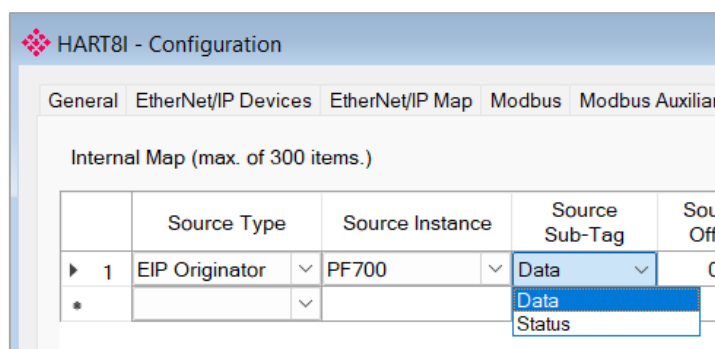 HART8I - Configuration
General EtherNet/IP Devices EtherNet/IP Map Modbus Modbus
Internal Map (max. of 300 items.)
Source Type Source Instance Source Sub-Tag
1 EIP Originator PF700 Data
Data
Status